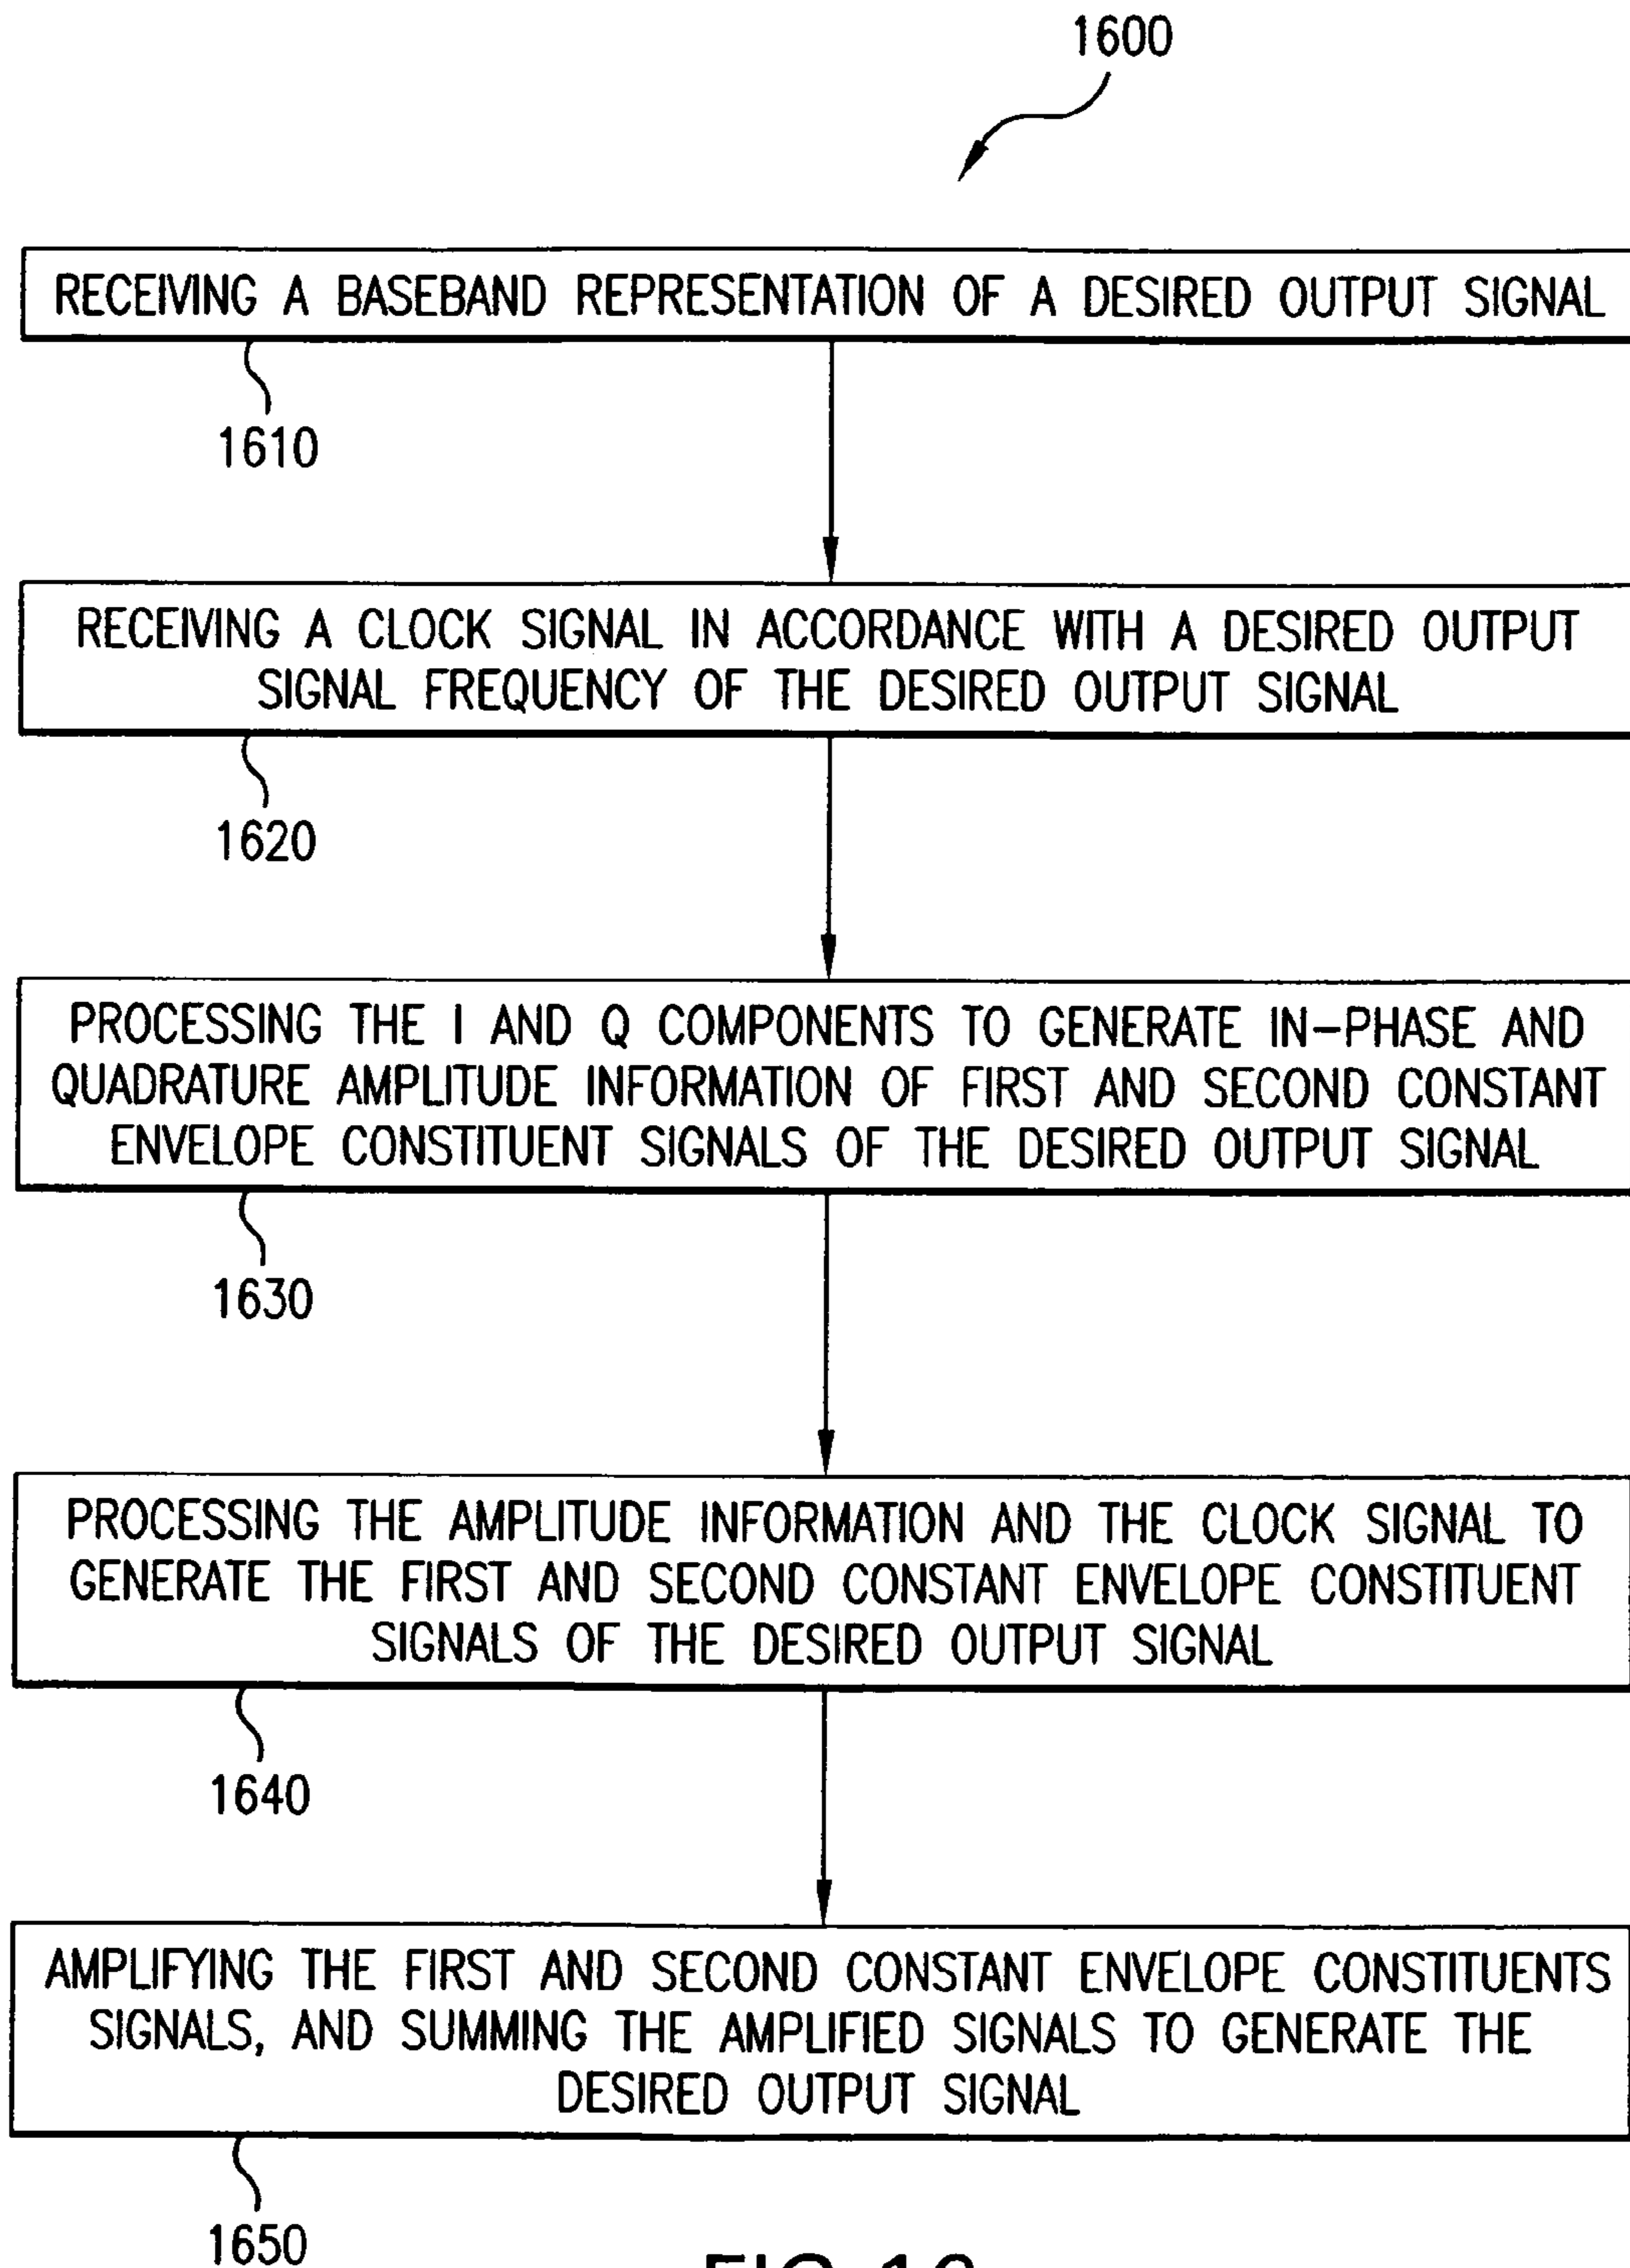 1600
RECEIVING A BASEBAND REPRESENTATION OF A DESIRED OUTPUT SIGNAL
1610
RECEIVING A CLOCK SIGNAL IN ACCORDANCE WITH A DESIRED OUTPUT
SIGNAL FREQUENCY OF THE DESIRED OUTPUT SIGNAL
1620
PROCESSING THE I AND Q COMPONENTS TO GENERATE IN-PHASE AND
QUADRATURE AMPLITUDE INFORMATION OF FIRST AND SECOND CONSTANT
ENVELOPE CONSTITUENT SIGNALS OF THE DESIRED OUTPUT SIGNAL
1630
PROCESSING THE AMPLITUDE INFORMATION AND THE CLOCK SIGNAL TO
GENERATE THE FIRST AND SECOND CONSTANT ENVELOPE CONSTITUENT
SIGNALS OF THE DESIRED OUTPUT SIGNAL
1640
AMPLIFYING THE FIRST AND SECOND CONSTANT ENVELOPE CONSTITUENTS
SIGNALS, AND SUMMING THE AMPLIFIED SIGNALS TO GENERATE THE
DESIRED OUTPUT SIGNAL
1650